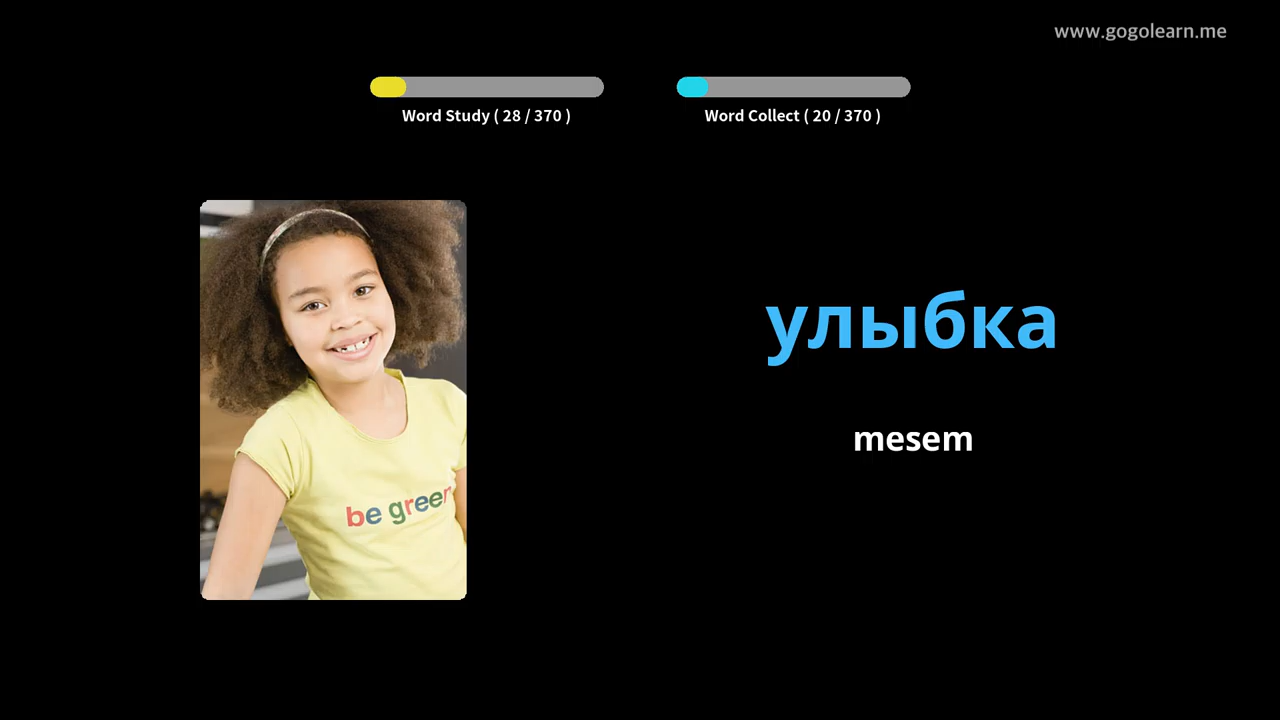 www.gogolearn.me
Word Study ( 28 / 370 )
Word Collect ( 20 / 370 )
улыбка
mesem
be green